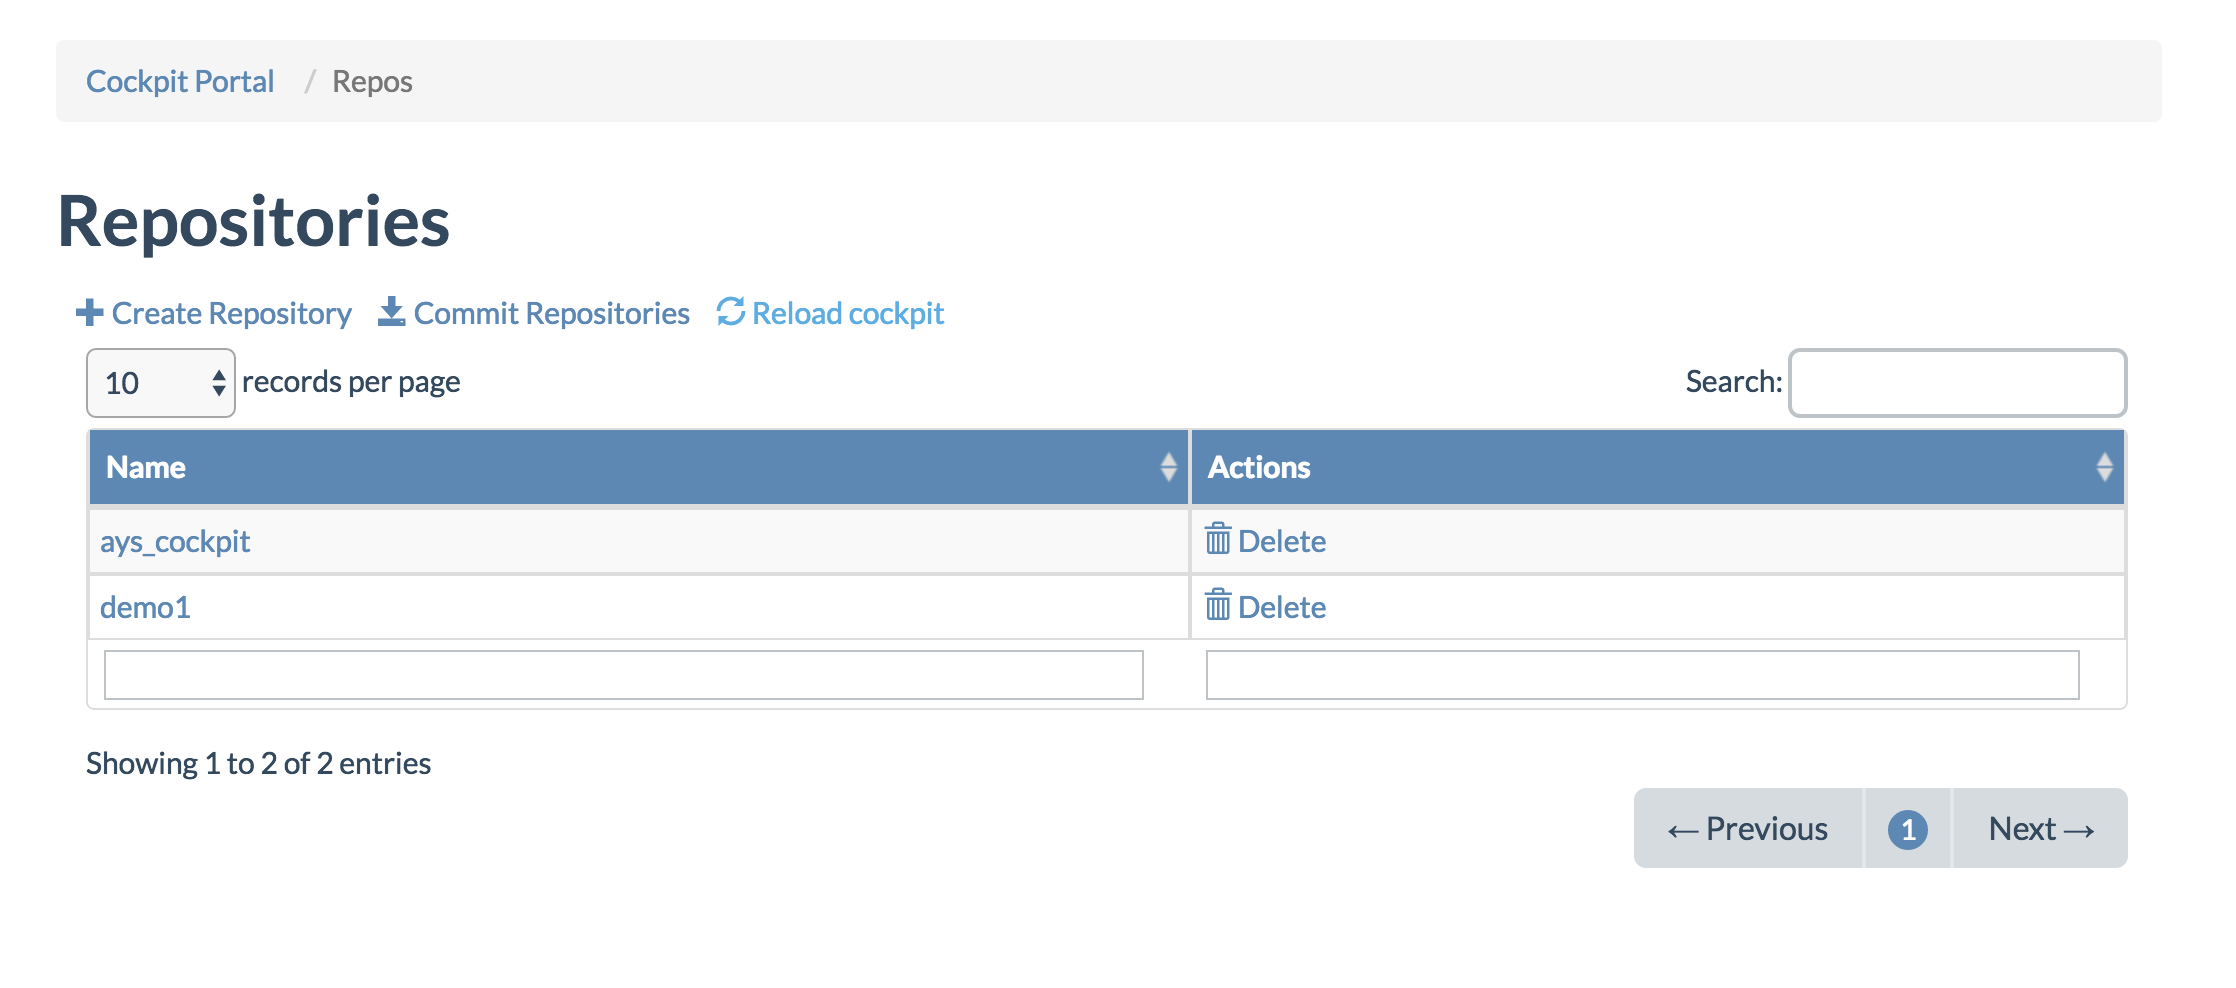 Cockpit Portal / Repos
Repositories
Create Repository Commit Repositories Reload cockpit
10 records per page Search:
Name Actions
ays_cockpit Delete
demo1 Delete
Showing 1 to 2 of 2 entries
← Previous 1 Next →